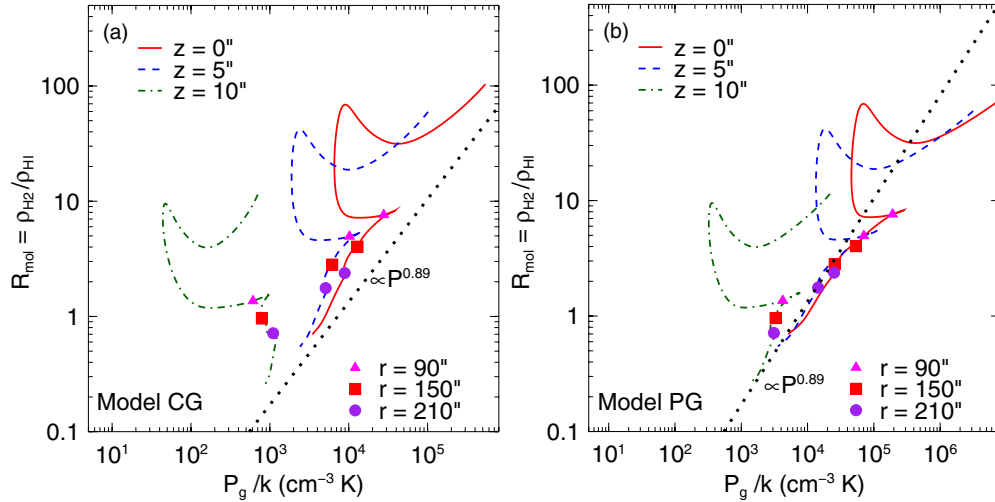 (a)
z = 0"
z = 5"
z = 10"
100
10
1
0.1
R_mol = ρ_H2/ρ_HI
∝P^0.89
r = 90"
r = 150"
r = 210"
Model CG
10^1 10^2 10^3 10^4 10^5
P_g /k (cm^−3 K)
(b)
z = 0"
z = 5"
z = 10"
100
10
1
0.1
R_mol = ρ_H2/ρ_HI
∝P^0.89
r = 90"
r = 150"
r = 210"
Model PG
10^1 10^2 10^3 10^4 10^5 10^6
P_g /k (cm^−3 K)